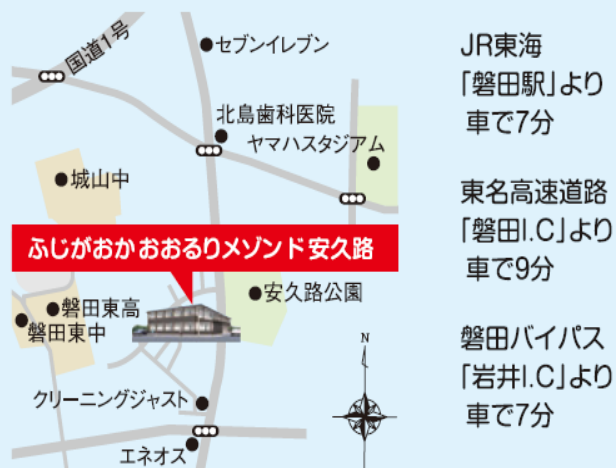 国道1号
セブンイレブン
北島歯科医院
ヤマハスタジアム
城山中
ふじがおか おおるりメゾンド安久路
安久路公園
磐田東高
磐田東中
クリーニングジャスト
エネオス
N
JR東海
「磐田駅」より
車で7分
東名高速道路
「磐田I.C」より
車で9分
磐田バイパス
「岩井I.C」より
車で7分